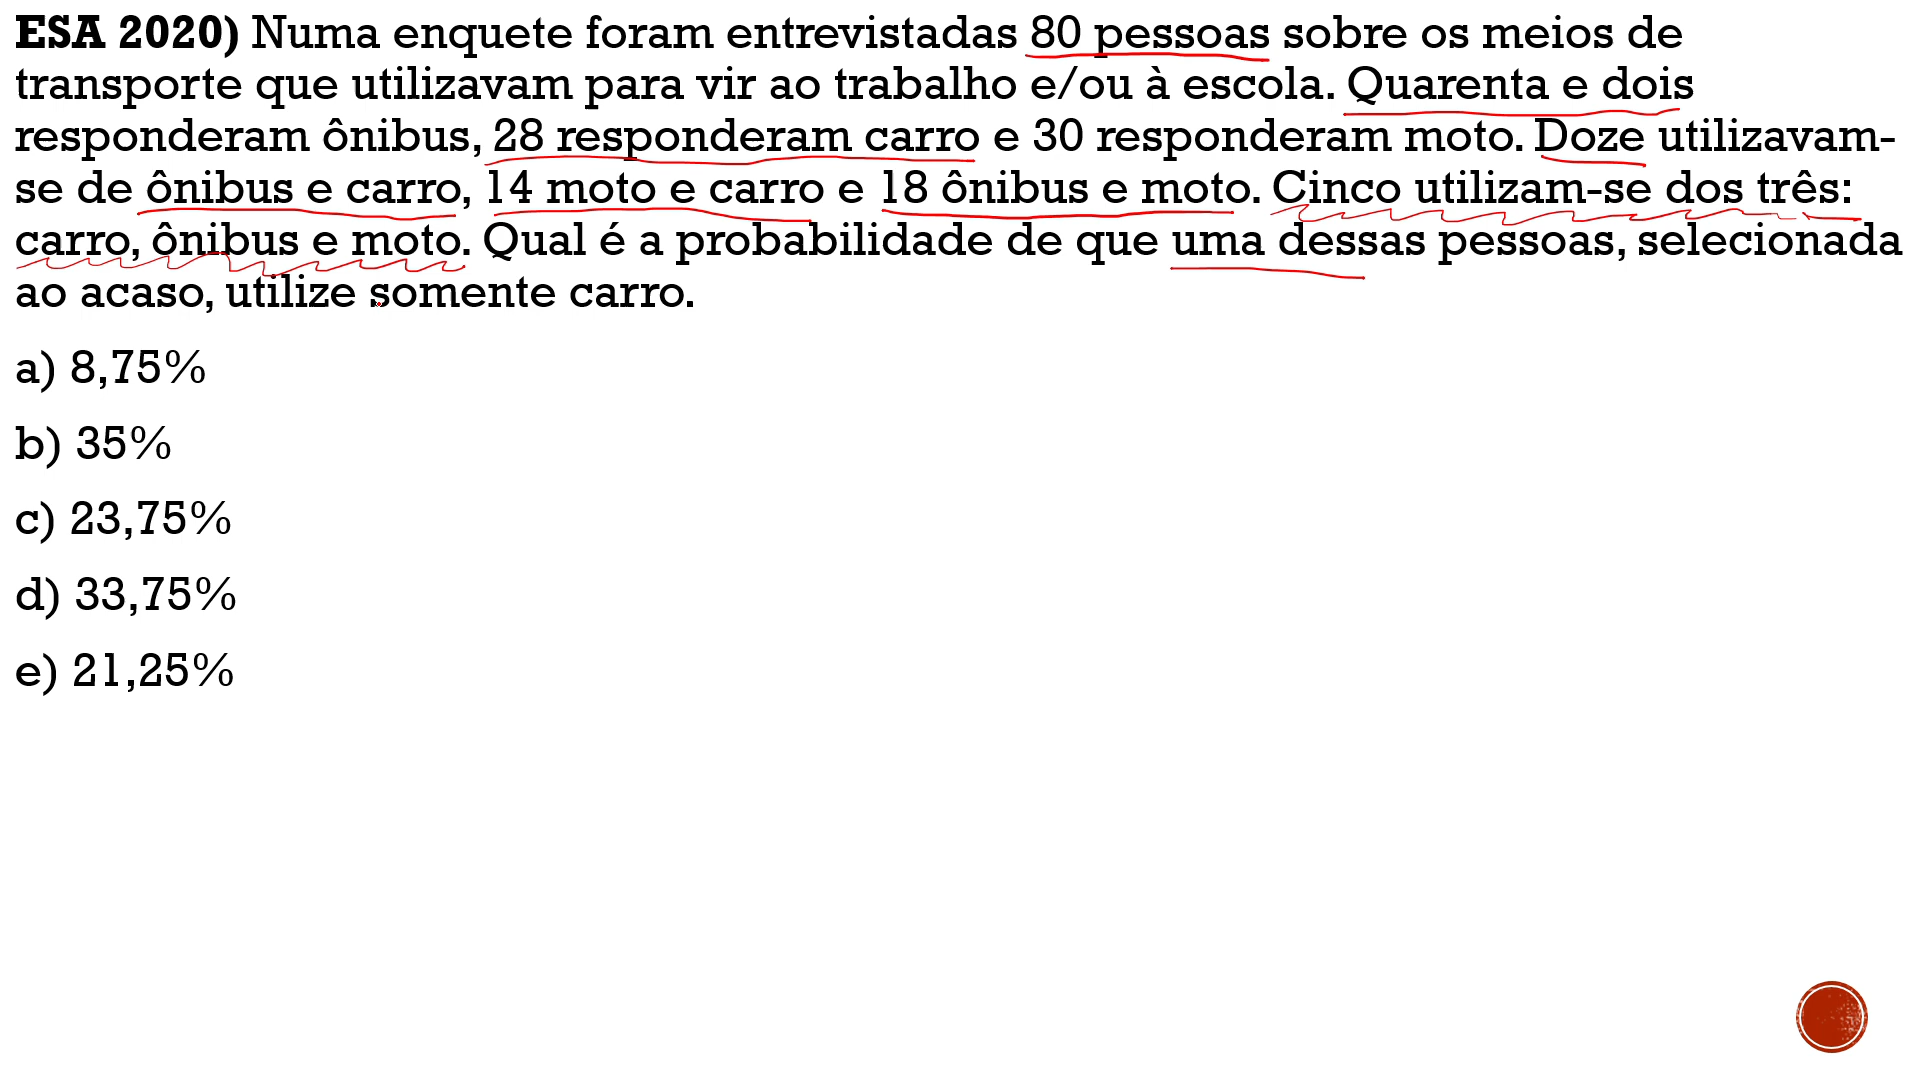 ESA 2020) Numa enquete foram entrevistadas 80 pessoas sobre os meios de
transporte que utilizavam para vir ao trabalho e/ou à escola. Quarenta e dois
responderam ônibus, 28 responderam carro e 30 responderam moto. Doze utilizavam-
se de ônibus e carro, 14 moto e carro e 18 ônibus e moto. Cinco utilizam-se dos três:
carro, ônibus e moto. Qual é a probabilidade de que uma dessas pessoas, selecionada
ao acaso, utilize somente carro.
a) 8,75%
b) 35%
c) 23,75%
d) 33,75%
e) 21,25%